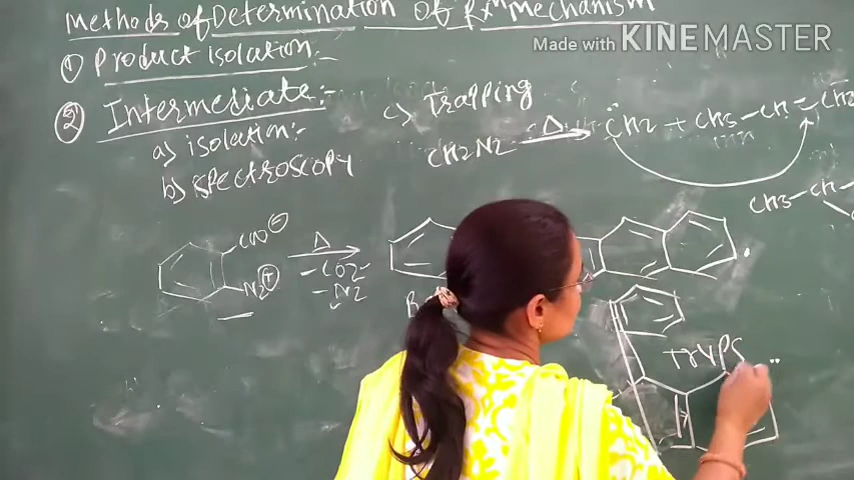 Made with KINEMASTER
Methods of Determination of Rxn Mechanism
① Product isolation :-
② Intermediate :-
a) isolation :-
b) spectroscopy
c) Trapping
CH2N2 Δ → :CH2 + CH3 - CH = CH2
CH3 - CH -
COO⊖
N2⊕
Δ
- CO2
- N2
TrYPS